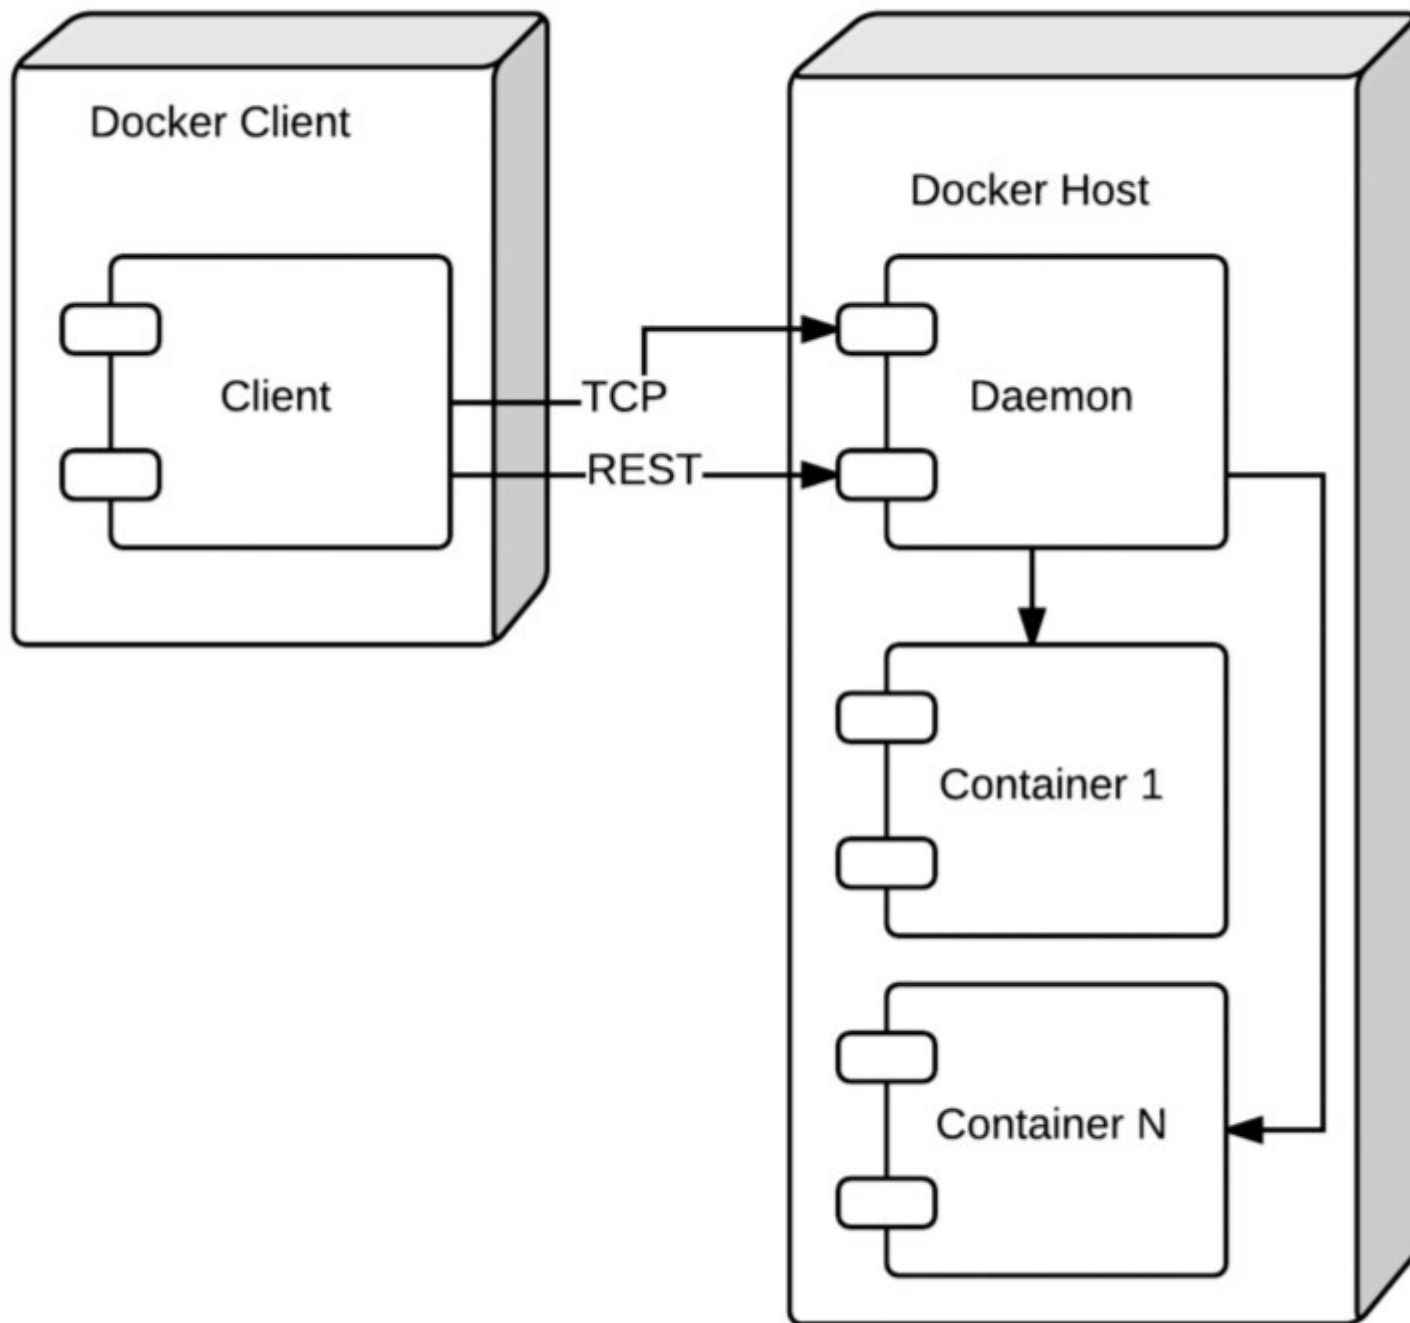 Docker Client
Docker Host
Client
TCP
REST
Daemon
Container 1
Container N